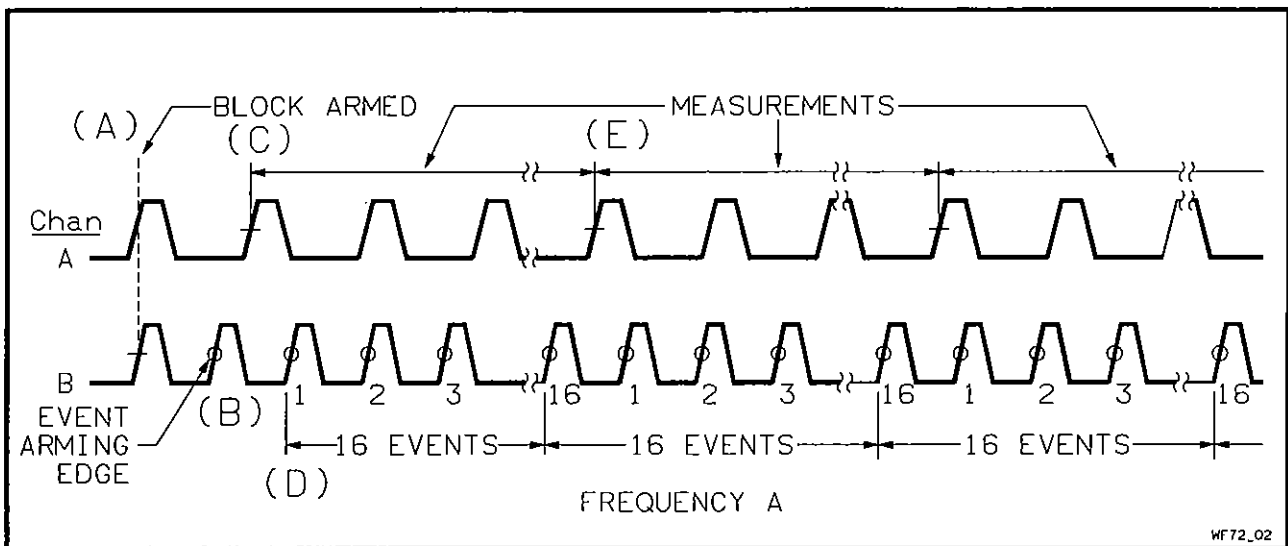 (A)
BLOCK ARMED
(C)
(E)
MEASUREMENTS
Chan
A
B
1 2 3 16 1 2 3 16 1 2 3 16
EVENT
ARMING
EDGE
(B)
16 EVENTS 16 EVENTS 16 EVENTS
(D)
FREQUENCY A
WF72_02